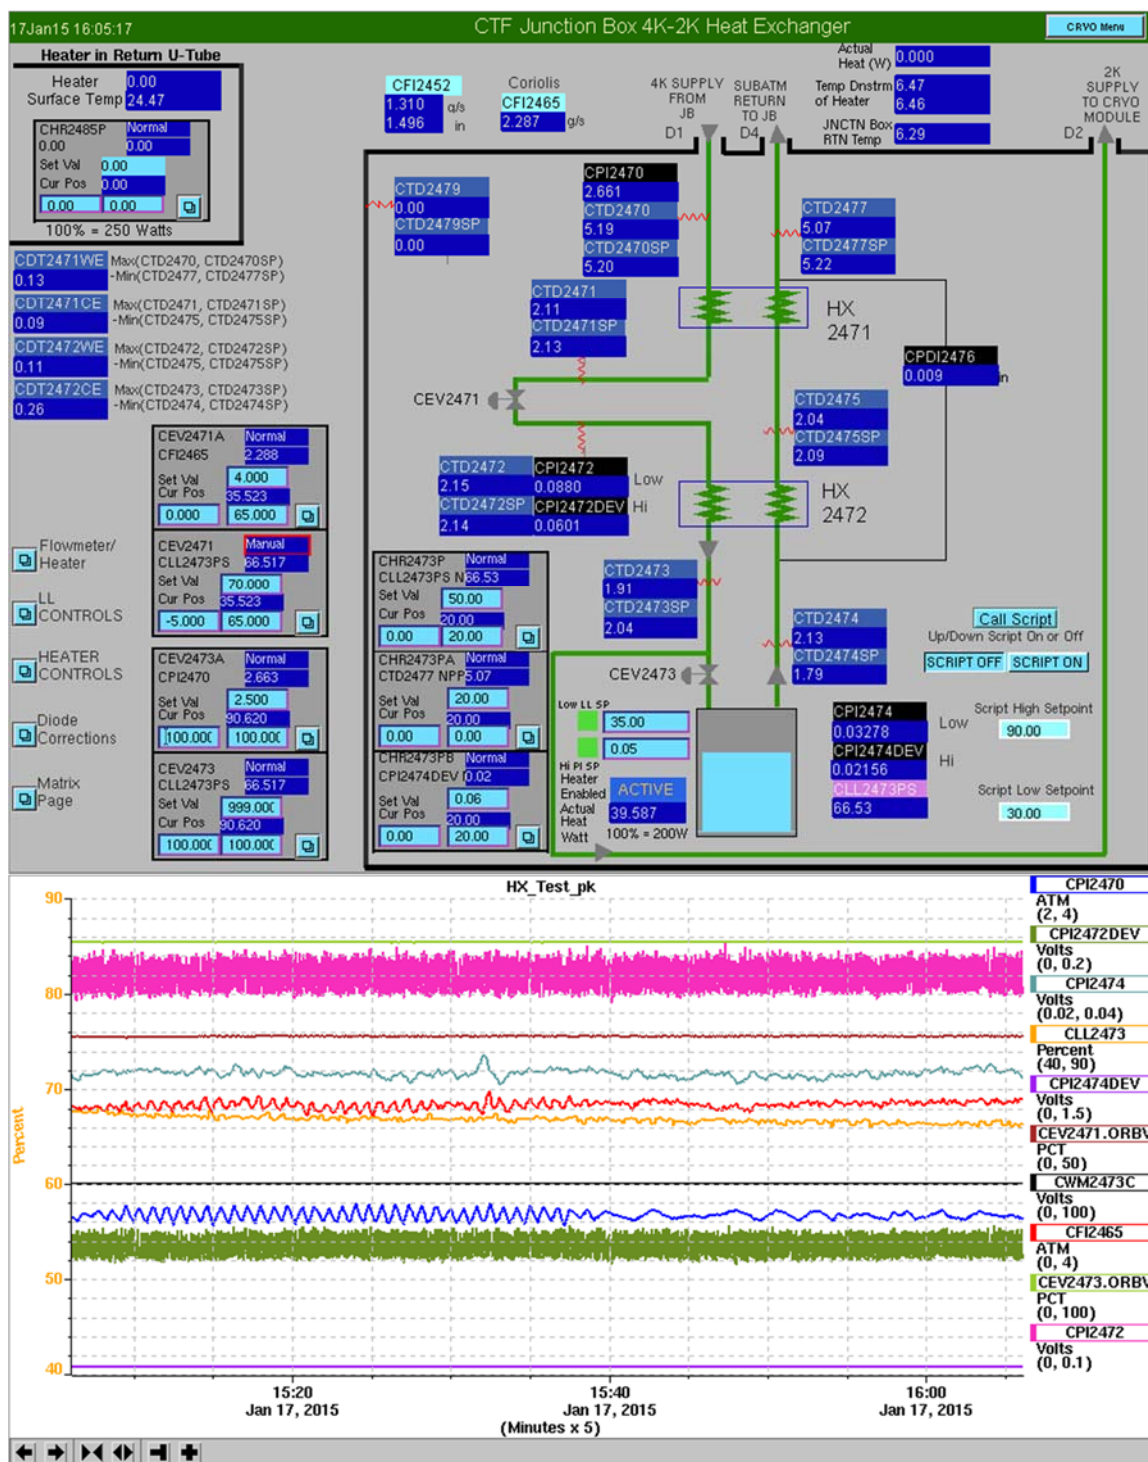 17Jan15 16:05:17
CTF Junction Box 4K-2K Heat Exchanger
CRYO Menu
Heater in Return U-Tube
Heater 0.00
Surface Temp 24.47
CHR2485P Normal
0.00 0.00
Set Val 0.00
Cur Pos 0.00
0.00 0.00
100% = 250 Watts
CFI2452
1.310 g/s
1.496 in
Coriolis
CFI2465
2.287 g/s
4K SUPPLY
FROM
JB
D1
SUBATM
RETURN
TO JB
D4
Actual
Heat (W) 0.000
Temp Dnstrm 6.47
of Heater 6.46
JNCTN Box
RTN Temp 6.29
2K
SUPPLY
TO CRYO
MODULE
D2
CTD2479
0.00
CTD2479SP
0.00
CPI2470
2.661
CTD2470
5.19
CTD2470SP
5.20
CTD2477
5.07
CTD2477SP
5.22
CDT2471WE Max(CTD2470, CTD2470SP)
0.13 -Min(CTD2477, CTD2477SP)
CDT2471CE Max(CTD2471, CTD2471SP)
0.09 -Min(CTD2475, CTD2475SP)
CDT2472WE Max(CTD2472, CTD2472SP)
0.11 -Min(CTD2475, CTD2475SP)
CDT2472CE Max(CTD2473, CTD2473SP)
0.26 -Min(CTD2474, CTD2474SP)
CTD2471
2.11
CTD2471SP
2.13
HX
2471
CPDI2476
0.009 in
CEV2471
CTD2475
2.04
CTD2475SP
2.09
CTD2472
2.15
CTD2472SP
2.14
CPI2472
0.0880 Low
CPI2472DEV Hi
0.0601
HX
2472
CEV2471A Normal
CFI2465 2.288
Set Val 4.000
Cur Pos 35.523
0.000 65.000
CEV2471 Manual
CLL2473PS 66.517
Set Val 70.000
Cur Pos 35.523
-5.000 65.000
CEV2473A Normal
CPI2470 2.663
Set Val 2.500
Cur Pos 90.620
100.000 100.000
CEV2473 Normal
CLL2473PS 66.517
Set Val 999.000
Cur Pos 90.620
100.000 100.000
Flowmeter/
Heater
LL
CONTROLS
HEATER
CONTROLS
Diode
Corrections
Matrix
Page
CHR2473P Normal
CLL2473PS N 66.53
Set Val 50.00
Cur Pos 20.00
0.00 20.00
CHR2473PA Normal
CTD2477 NPP 5.07
Set Val 20.00
Cur Pos 20.00
20.00 0.00
CHR2473PB Normal
CPI2474DEV 0.02
Set Val 0.06
Cur Pos 20.00
0.00 20.00
CTD2473
1.91
CTD2473SP
2.04
CEV2473
CTD2474
2.13
CTD2474SP
1.79
Call Script
Up/Down Script On or Off
SCRIPT OFF SCRIPT ON
Low LL SP
35.00
0.05
Hi PI SP
Heater
Enabled ACTIVE
Actual
Heat 39.587
Watt 100% = 200W
CPI2474
0.03278 Low
CPI2474DEV
0.02156 Hi
CLL2473PS
66.53
Script High Setpoint
90.00
Script Low Setpoint
30.00
HX_Test_pk
90
80
70
60
50
40
Percent
15:20
Jan 17, 2015
15:40
Jan 17, 2015
16:00
Jan 17, 2015
(Minutes x 5)
CPI2470
ATM
(2, 4)
CPI2472DEV
Volts
(0, 0.2)
CPI2474
Volts
(0.02, 0.04)
CLL2473
Percent
(40, 90)
CPI2474DEV
Volts
(0, 1.5)
CEV2471.ORBV
PCT
(0, 50)
CWM2473C
Volts
(0, 100)
CFI2465
ATM
(0, 4)
CEV2473.ORBV
PCT
(0, 100)
CPI2472
Volts
(0, 0.1)